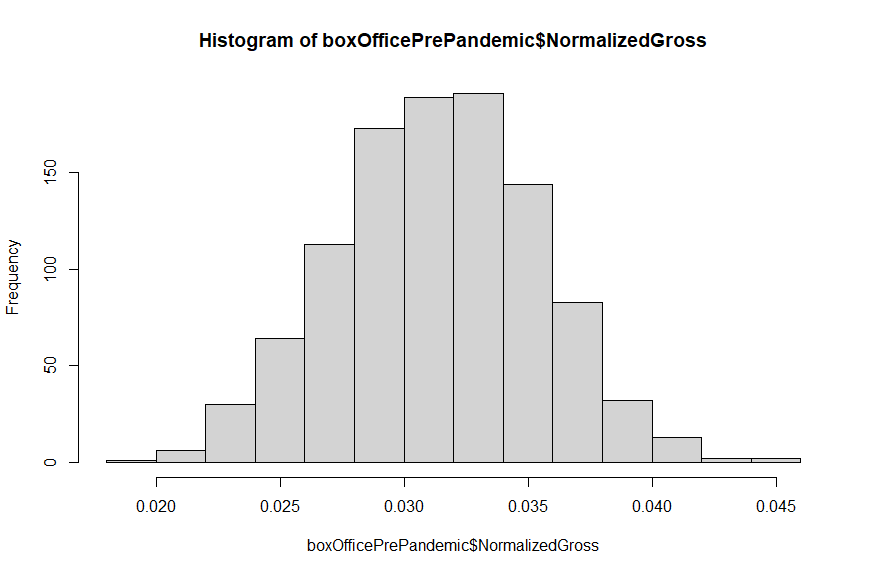 Histogram of boxOfficePrePandemic$NormalizedGross
Frequency
150
100
50
0
0.020 0.025 0.030 0.035 0.040 0.045
boxOfficePrePandemic$NormalizedGross